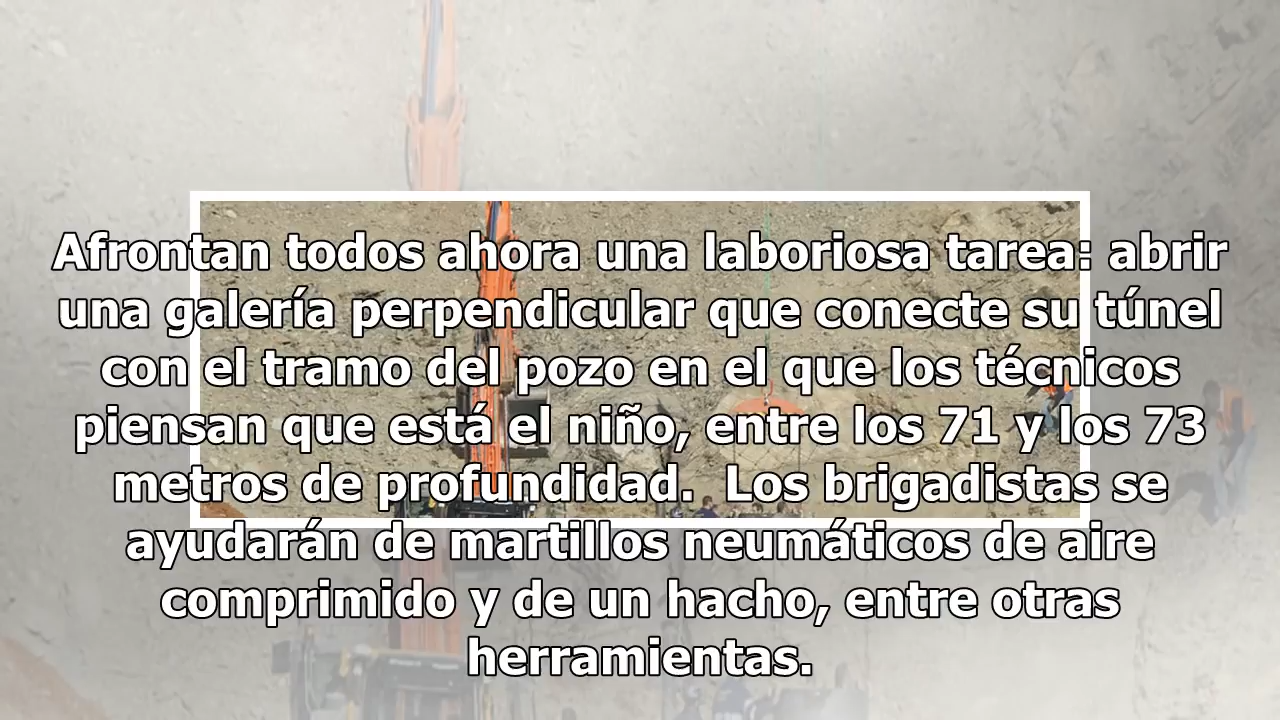 Afrontan todos ahora una laboriosa tarea: abrir
una galería perpendicular que conecte su túnel
con el tramo del pozo en el que los técnicos
piensan que está el niño, entre los 71 y los 73
metros de profundidad.  Los brigadistas se
ayudarán de martillos neumáticos de aire
comprimido y de un hacho, entre otras
herramientas.